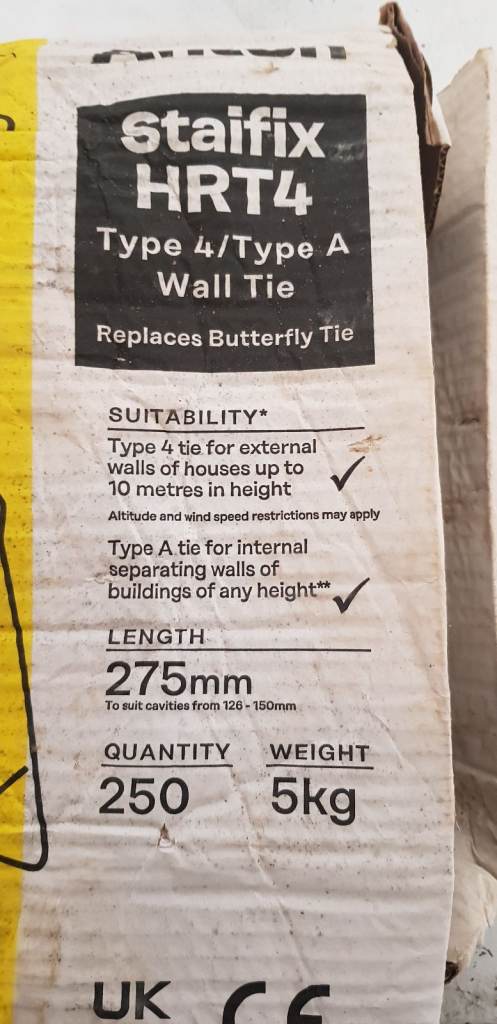 Staifix
HRT4
Type 4/Type A
Wall Tie
Replaces Butterfly Tie
SUITABILITY*
Type 4 tie for external
walls of houses up to
10 metres in height
Altitude and wind speed restrictions may apply
Type A tie for internal
separating walls of
buildings of any height**
LENGTH
275mm
To suit cavities from 126 - 150mm
QUANTITY WEIGHT
250 5kg
UK CE